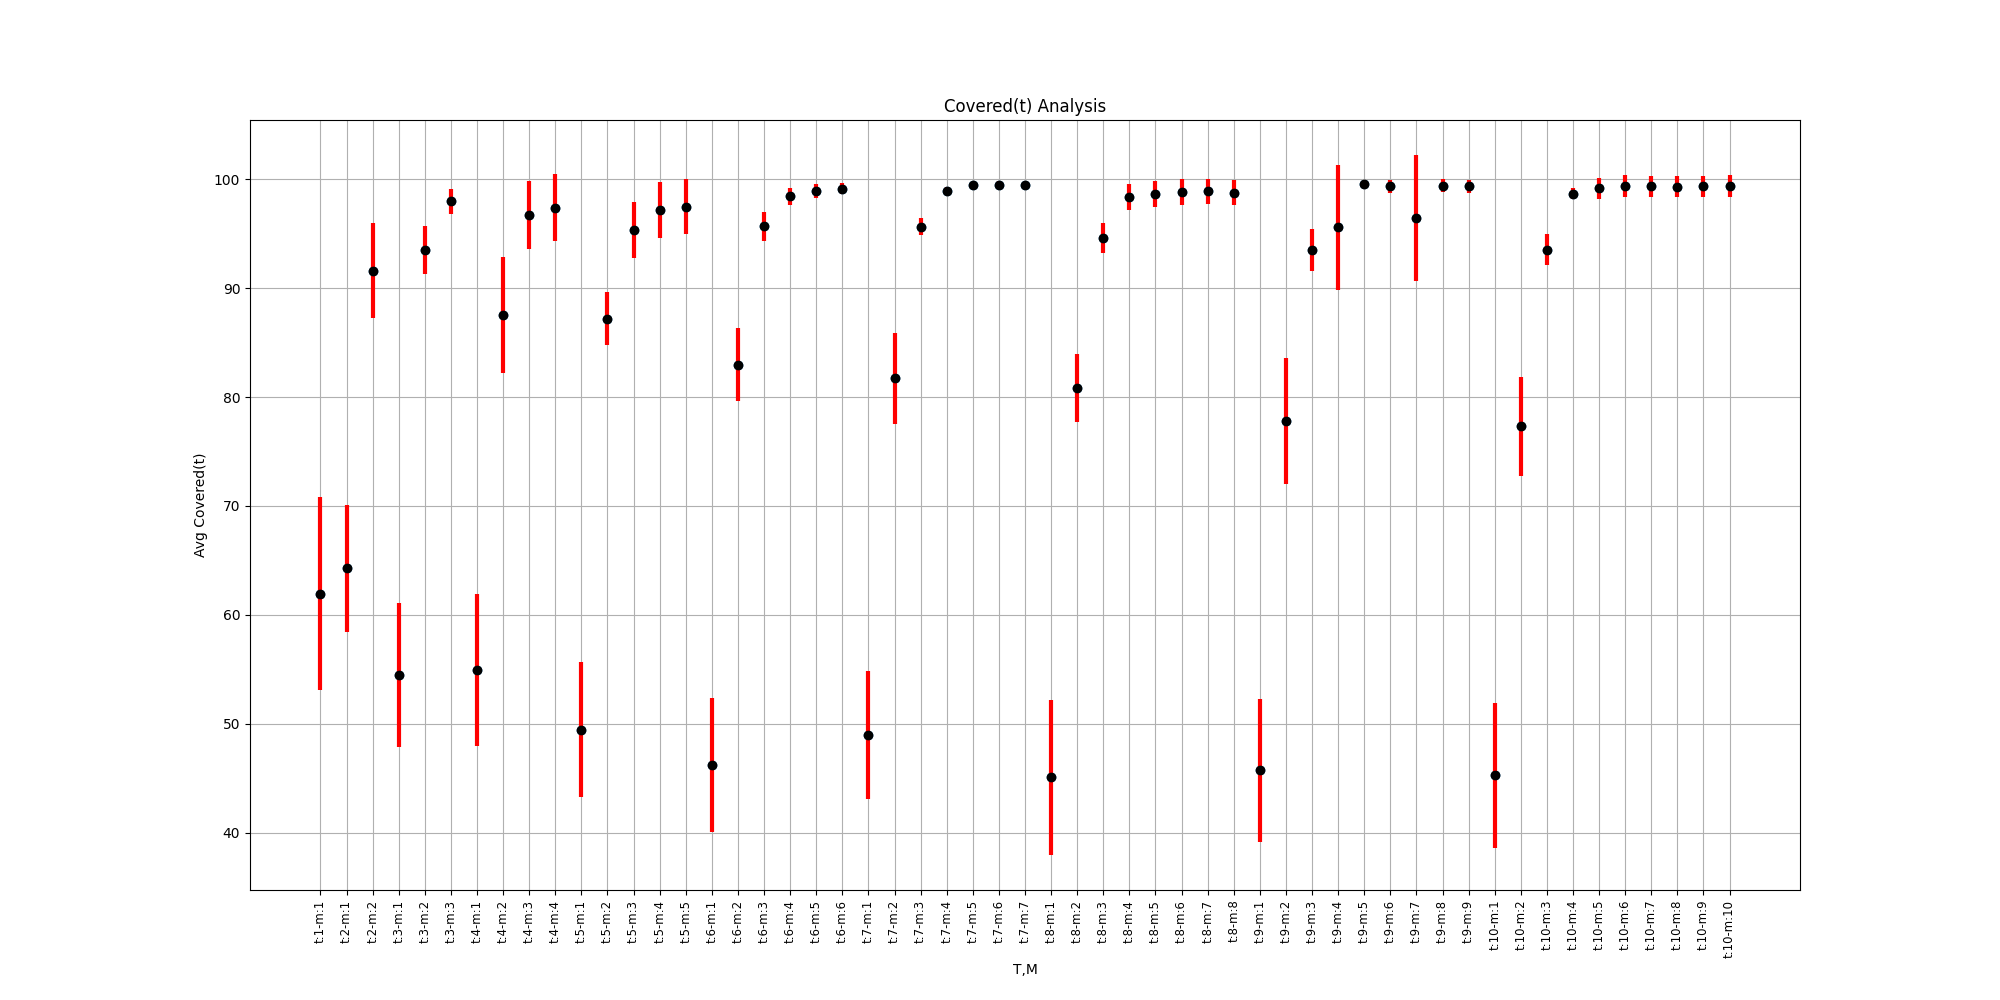 Covered(t) Analysis
100
90
80
70
60
50
40
Avg Covered(t)
t:1-m:1
t:2-m:1
t:2-m:2
t:3-m:1
t:3-m:2
t:3-m:3
t:4-m:1
t:4-m:2
t:4-m:3
t:4-m:4
t:5-m:1
t:5-m:2
t:5-m:3
t:5-m:4
t:5-m:5
t:6-m:1
t:6-m:2
t:6-m:3
t:6-m:4
t:6-m:5
t:6-m:6
t:7-m:1
t:7-m:2
t:7-m:3
t:7-m:4
t:7-m:5
t:7-m:6
t:7-m:7
t:8-m:1
t:8-m:2
t:8-m:3
t:8-m:4
t:8-m:5
t:8-m:6
t:8-m:7
t:8-m:8
t:9-m:1
t:9-m:2
t:9-m:3
t:9-m:4
t:9-m:5
t:9-m:6
t:9-m:7
t:9-m:8
t:9-m:9
t:10-m:1
t:10-m:2
t:10-m:3
t:10-m:4
t:10-m:5
t:10-m:6
t:10-m:7
t:10-m:8
t:10-m:9
t:10-m:10
T,M